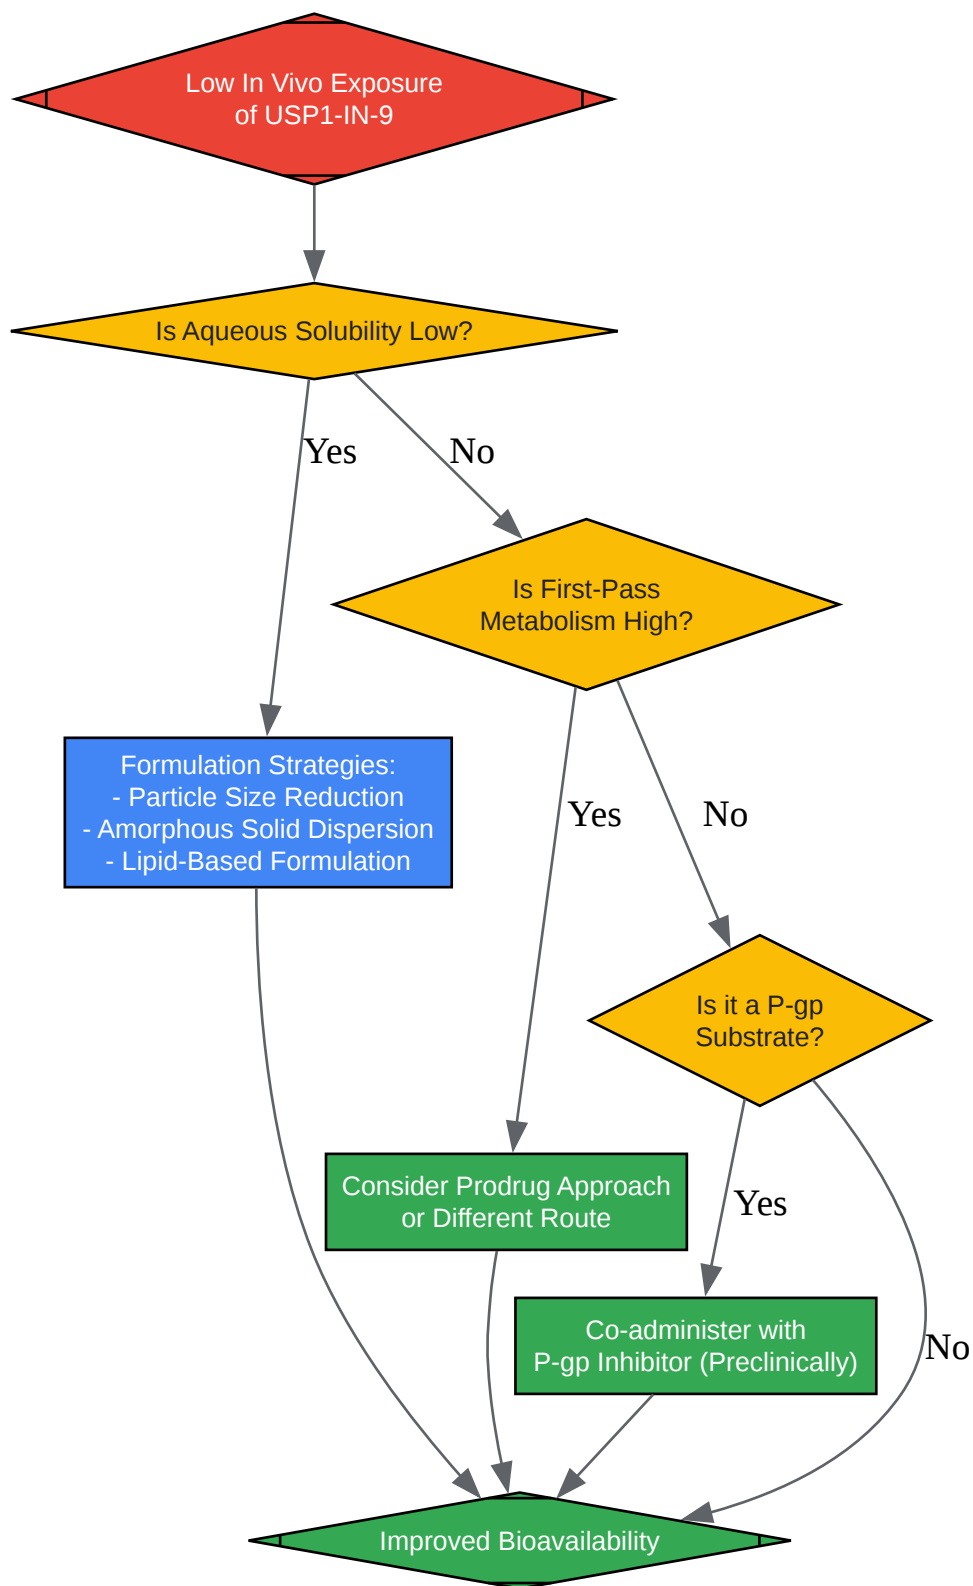 Low In Vivo Exposure
of USP1-IN-9
Is Aqueous Solubility Low?
Yes
No
Is First-Pass
Metabolism High?
Formulation Strategies:
- Particle Size Reduction
- Amorphous Solid Dispersion
- Lipid-Based Formulation
Yes
No
Is it a P-gp
Substrate?
Consider Prodrug Approach
or Different Route
Yes
Co-administer with
P-gp Inhibitor (Preclinically)
No
Improved Bioavailability